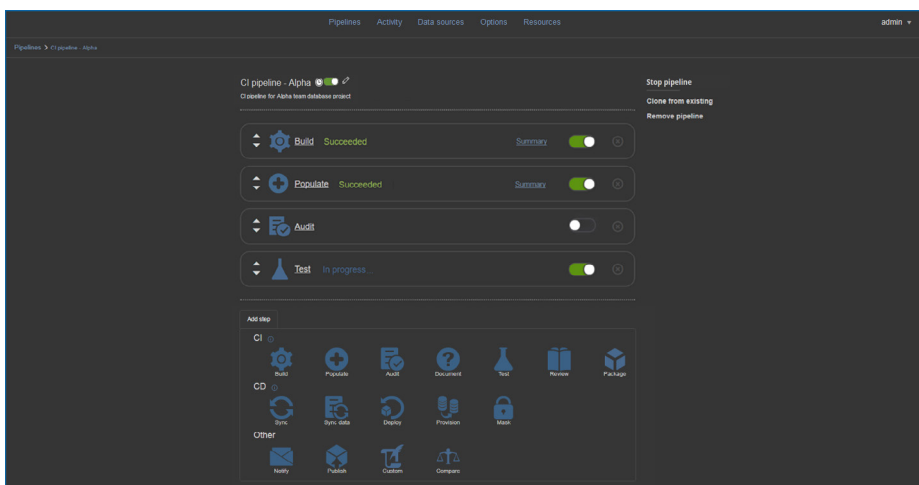 Pipelines Activity Data sources Options Resources admin
Pipelines > CI pipeline - Alpha
CI pipeline - Alpha
CI pipeline for Alpha team database project
Stop pipeline
Clone from existing
Remove pipeline
Build Succeeded Summary
Populate Succeeded Summary
Audit
Test In progress...
Add step
CI
Build Populate Audit Document Test Review Package
CD
Sync Sync data Deploy Provision Mask
Other
Notify Publish Custom Compare